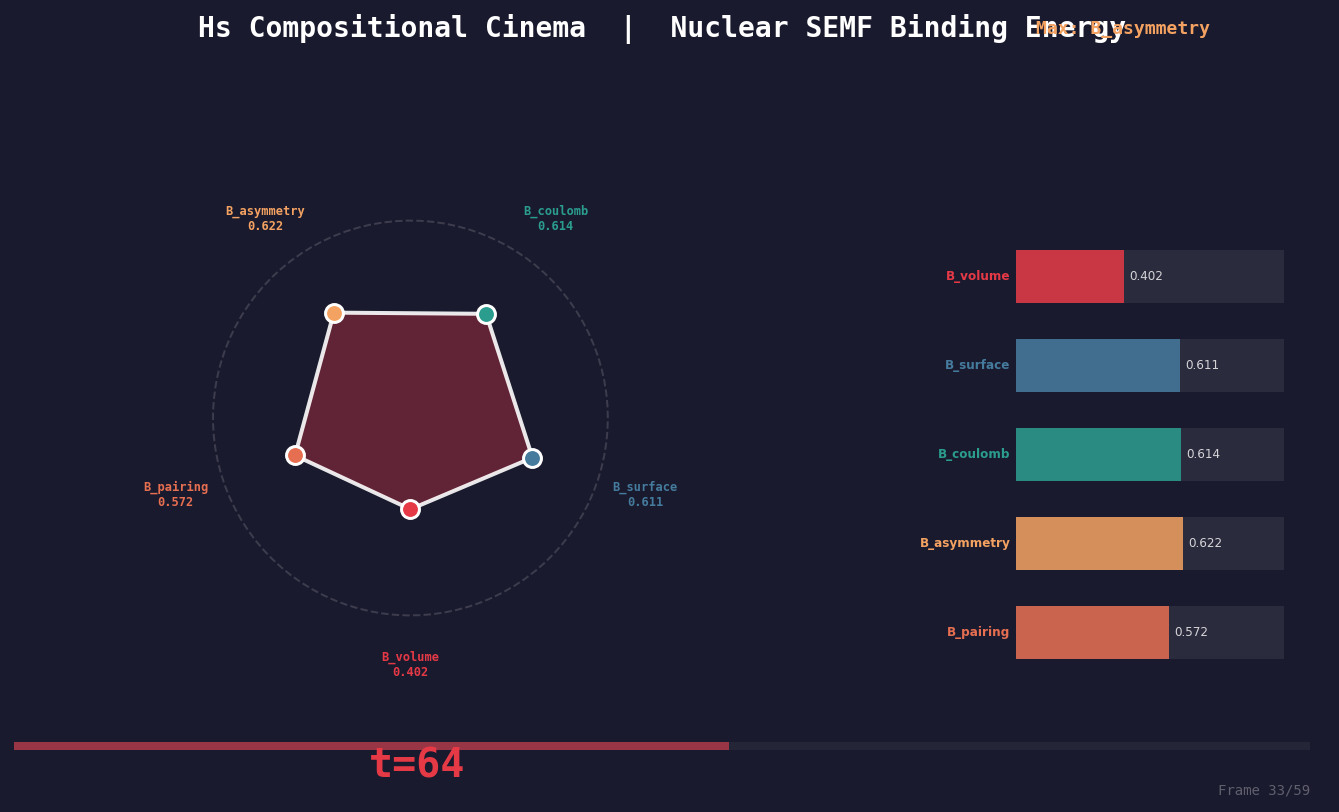 Hs Compositional Cinema | Nuclear SEMF Binding Energy
Max: B_asymmetry
B_asymmetry
0.622
B_coulomb
0.614
B_pairing
0.572
B_surface
0.611
B_volume
0.402
B_volume 0.402
B_surface 0.611
B_coulomb 0.614
B_asymmetry 0.622
B_pairing 0.572
t=64
Frame 33/59